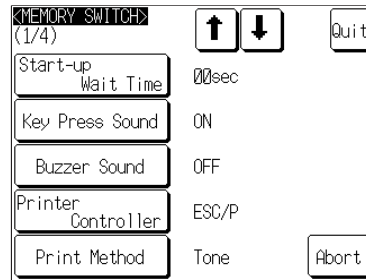 <MEMORY SWITCH>
(1/4)
↑ ↓ Quit
Start-up
Wait Time 00sec
Key Press Sound ON
Buzzer Sound OFF
Printer
Controller ESC/P
Print Method Tone Abort